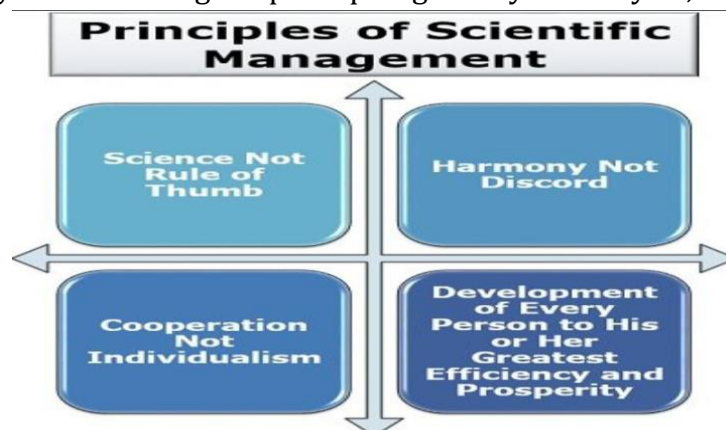 Principles of Scientific
Management
Science Not
Rule of
Thumb
Harmony Not
Discord
Cooperation
Not
Individualism
Development
of Every
Person to His
or Her
Greatest
Efficiency and
Prosperity